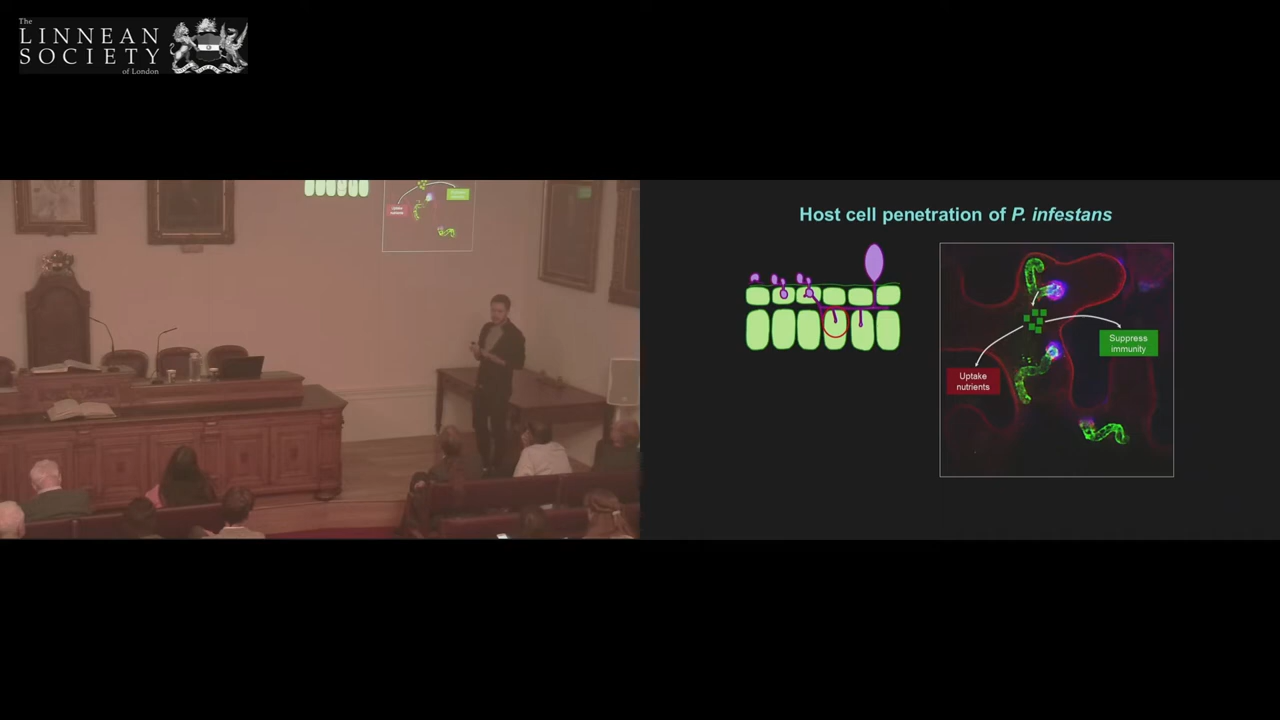 The
LINNEAN
SOCIETY
of London
Host cell penetration of P. infestans
Suppress
immunity
Uptake
nutrients